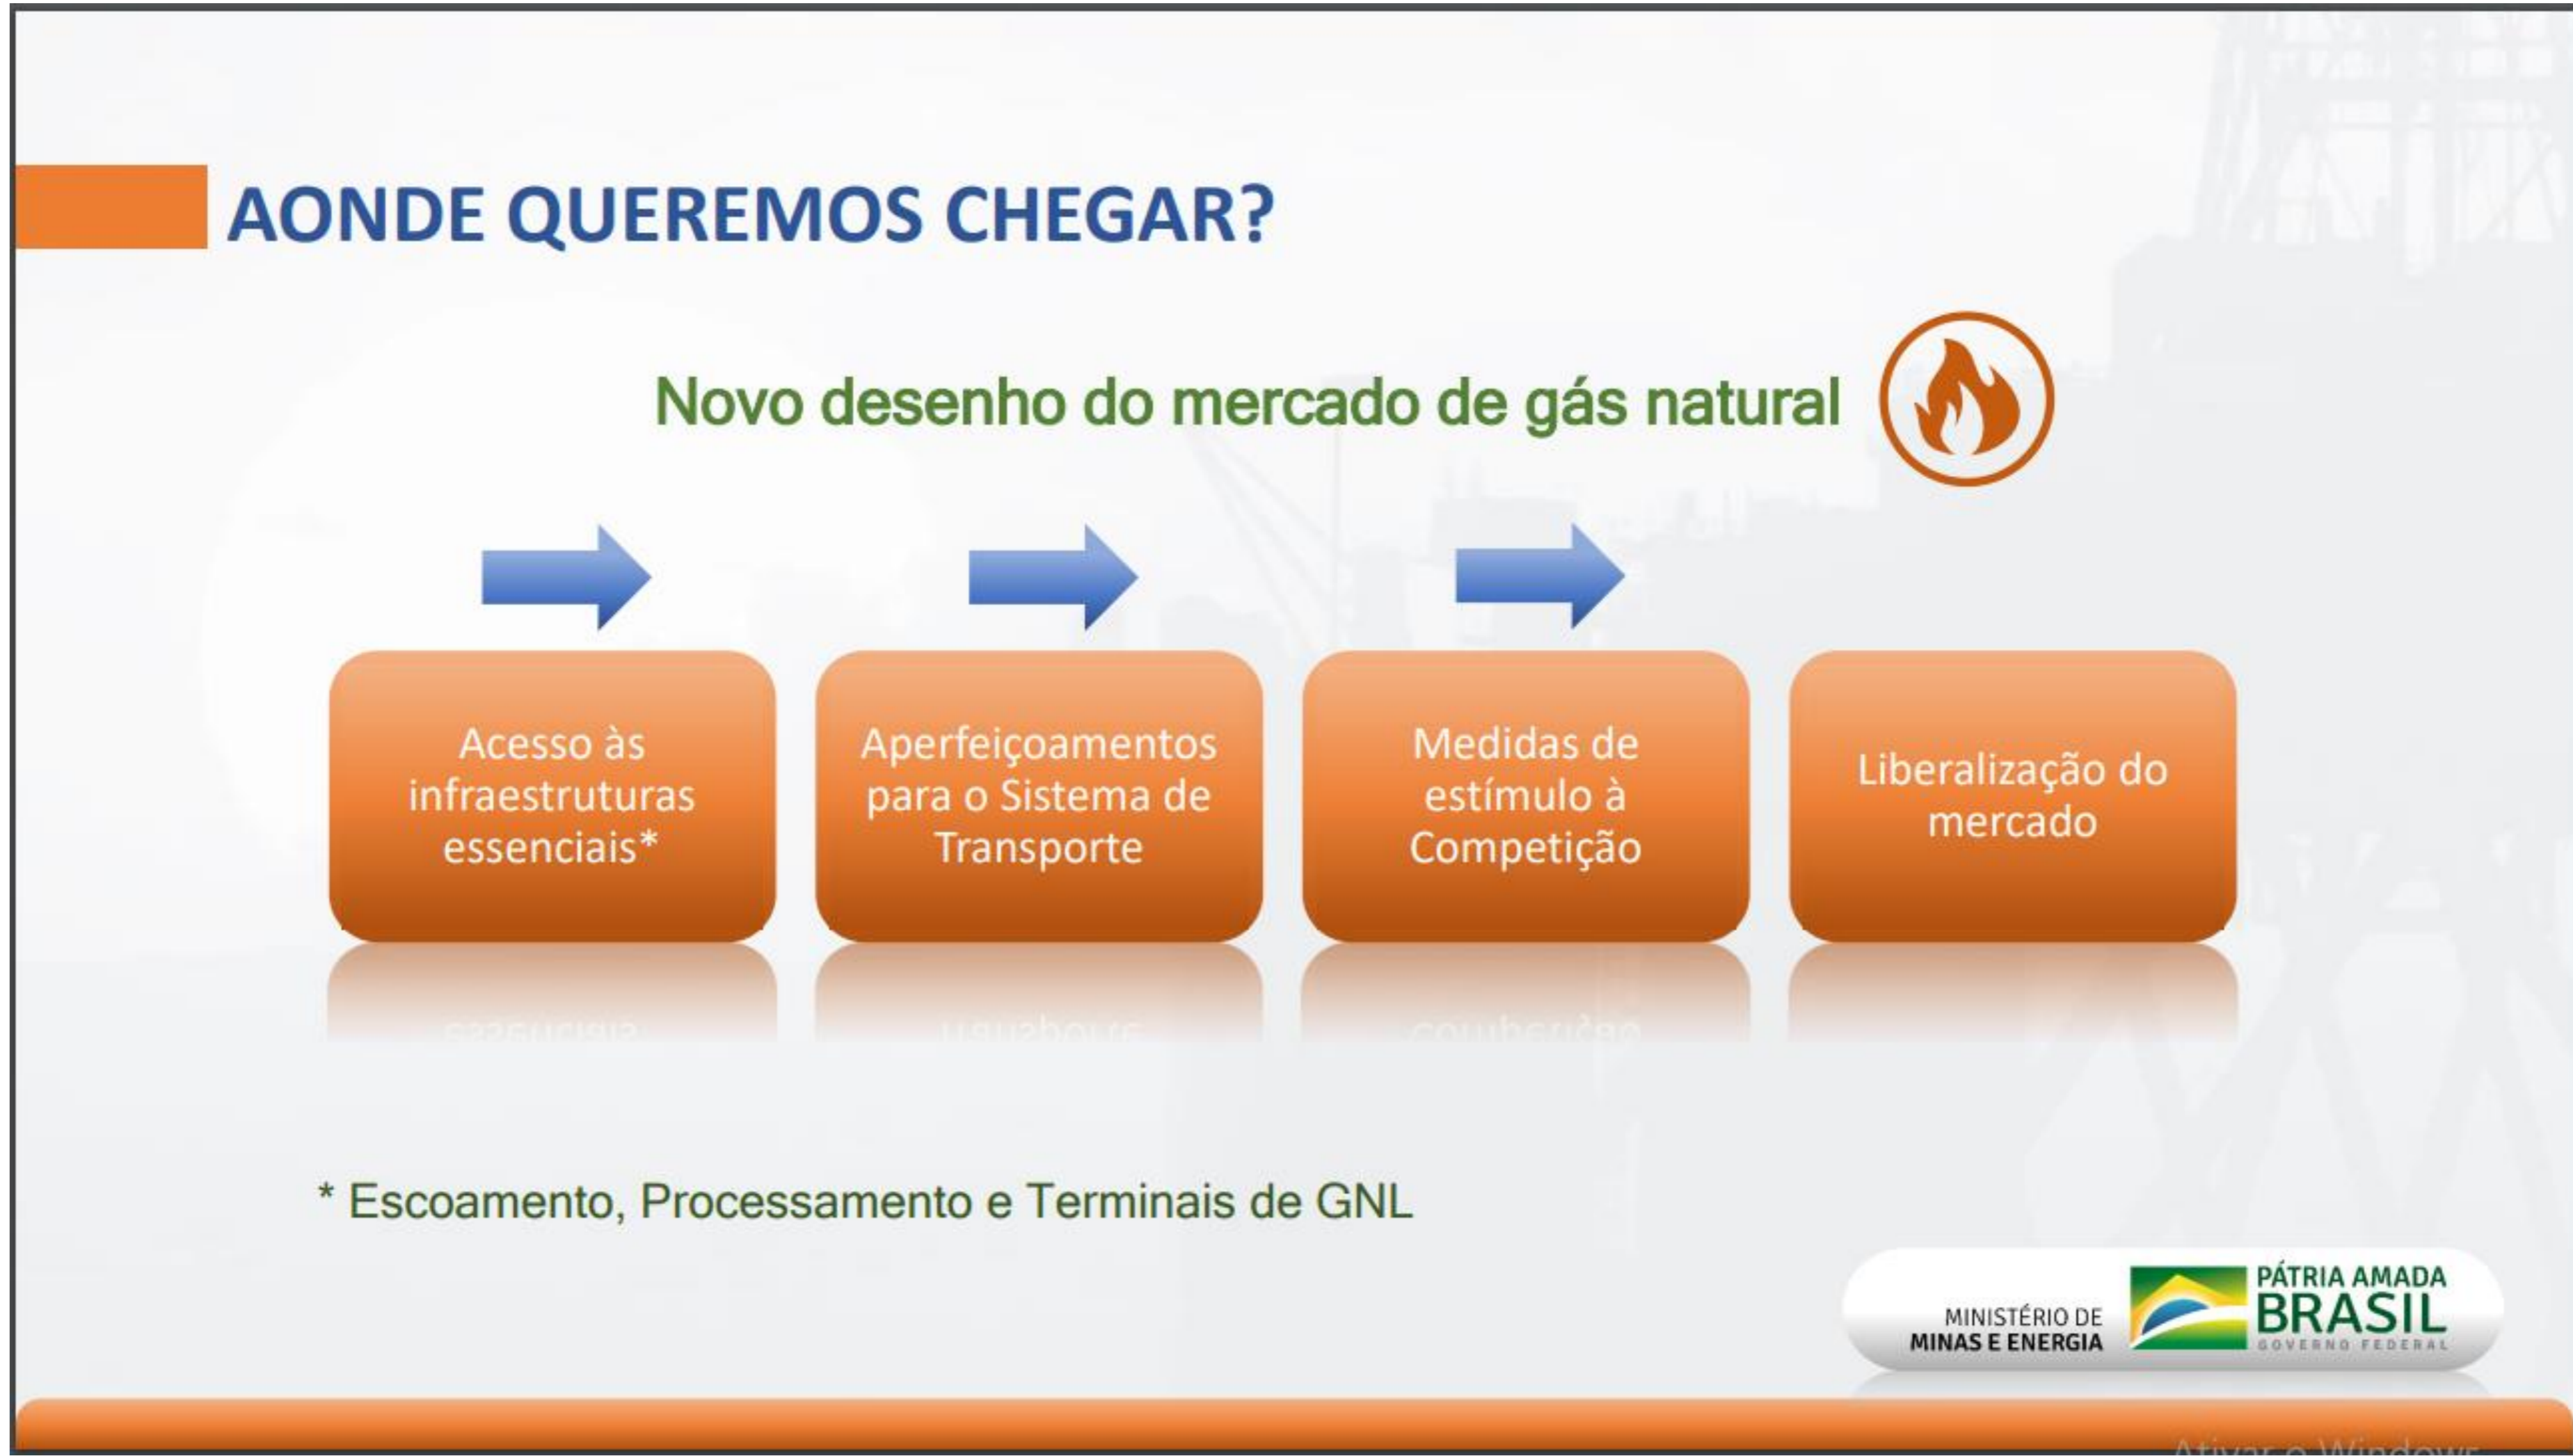 AONDE QUEREMOS CHEGAR?
Novo desenho do mercado de gás natural
Acesso às
infraestruturas
essenciais*
Aperfeiçoamentos
para o Sistema de
Transporte
Medidas de
estímulo à
Competição
Liberalização do
mercado
* Escoamento, Processamento e Terminais de GNL
MINISTÉRIO DE
MINAS E ENERGIA
PÁTRIA AMADA
BRASIL
GOVERNO FEDERAL
Ativar o Windows